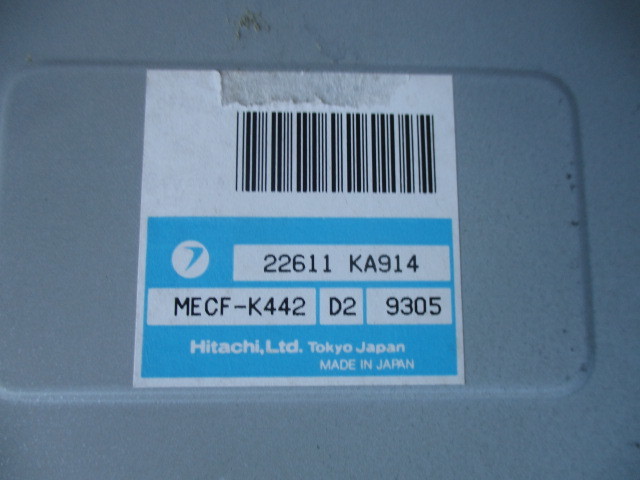 22611 KA914
MECF-K442 D2 9305
Hitachi, Ltd. Tokyo Japan
MADE IN JAPAN